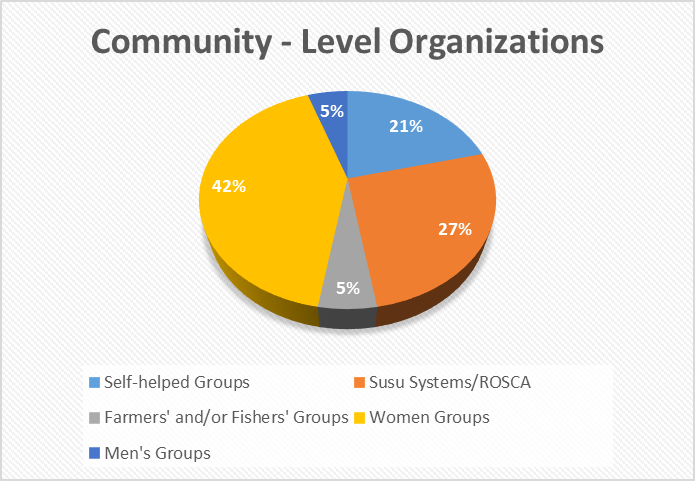 Community - Level Organizations
5%
21%
42%
27%
5%
Self-helped Groups
Susu Systems/ROSCA
Farmers' and/or Fishers' Groups
Women Groups
Men's Groups